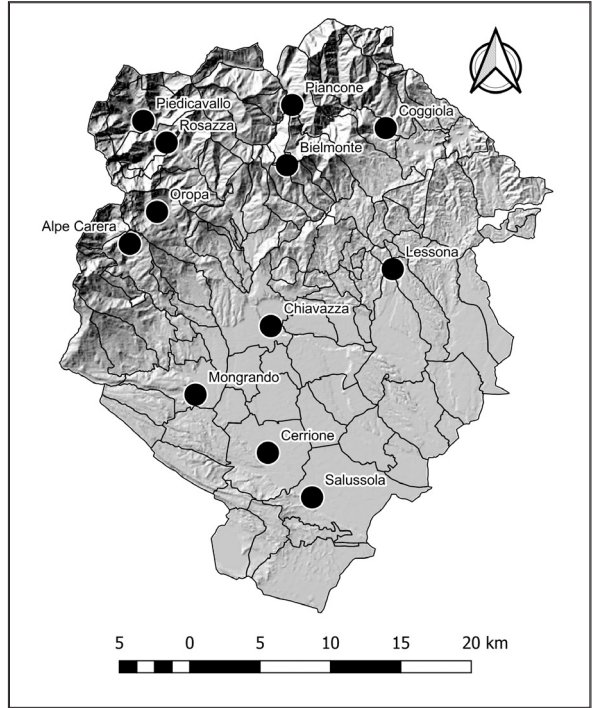 Piancone
Piedicavallo
Coggiola
Rosazza
Bielmonte
Oropa
Alpe Carera
Lessona
Chiavazza
Mongrando
Cerrione
Salussola
5 0 5 10 15 20 km